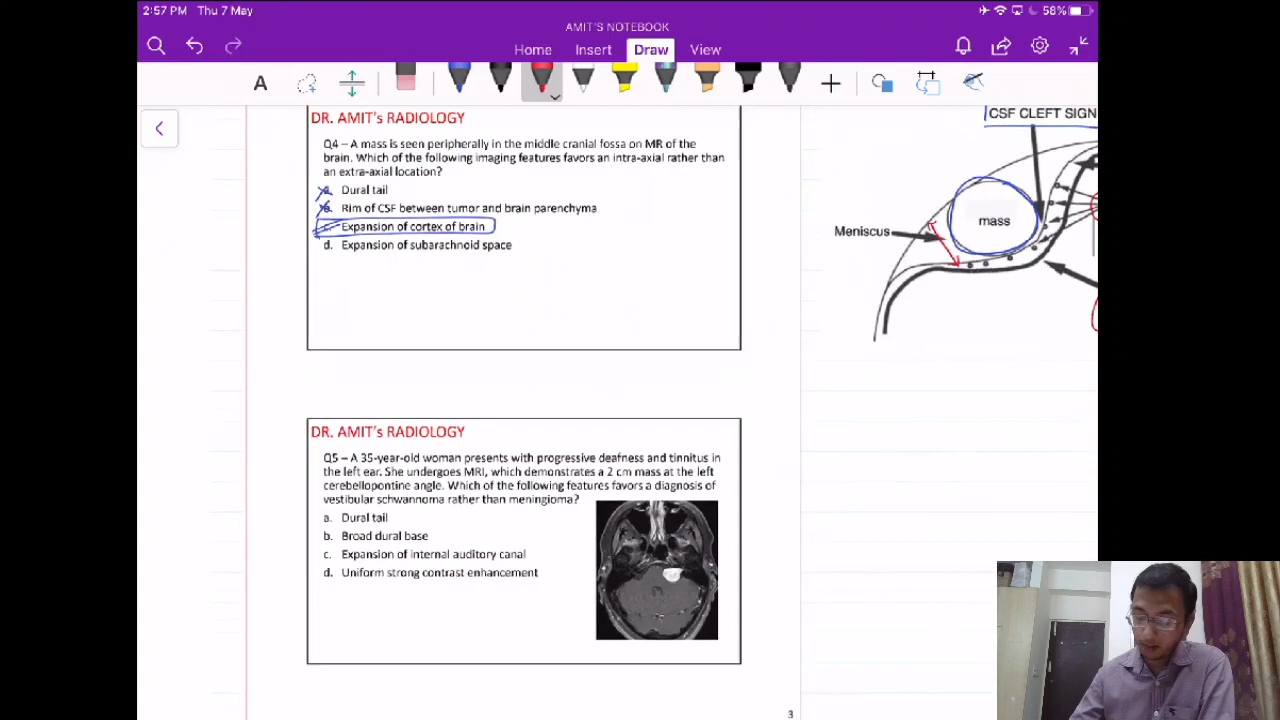 2:57 PM Thu 7 May
58%
AMIT'S NOTEBOOK
Home Insert Draw View
A
DR. AMIT's RADIOLOGY
Q4 – A mass is seen peripherally in the middle cranial fossa on MR of the
brain. Which of the following imaging features favors an intra-axial rather than
an extra-axial location?
a. Dural tail
b. Rim of CSF between tumor and brain parenchyma
c. Expansion of cortex of brain
d. Expansion of subarachnoid space
CSF CLEFT SIGN
mass
Meniscus
DR. AMIT's RADIOLOGY
Q5 – A 35-year-old woman presents with progressive deafness and tinnitus in
the left ear. She undergoes MRI, which demonstrates a 2 cm mass at the left
cerebellopontine angle. Which of the following features favors a diagnosis of
vestibular schwannoma rather than meningioma?
a. Dural tail
b. Broad dural base
c. Expansion of internal auditory canal
d. Uniform strong contrast enhancement
3